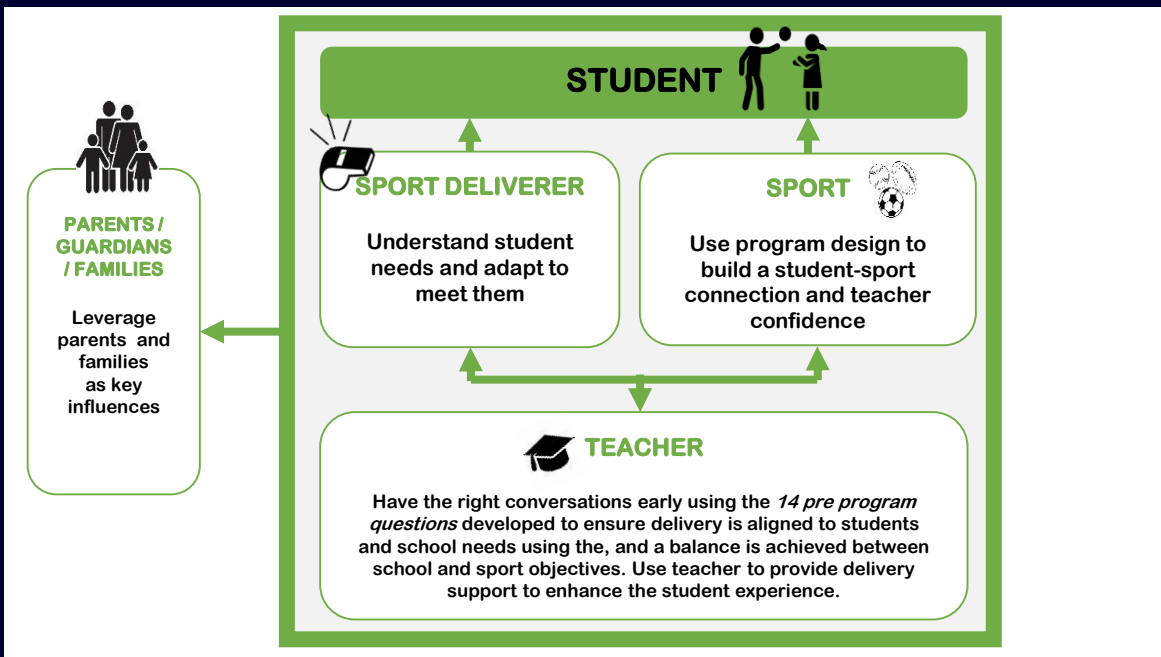 STUDENT
PARENTS /
GUARDIANS
/ FAMILIES
Leverage
parents and
families
as key
influences
SPORT DELIVERER
Understand student
needs and adapt to
meet them
SPORT
Use program design to
build a student-sport
connection and teacher
confidence
TEACHER
Have the right conversations early using the 14 pre program
questions developed to ensure delivery is aligned to students
and school needs using the, and a balance is achieved between
school and sport objectives. Use teacher to provide delivery
support to enhance the student experience.